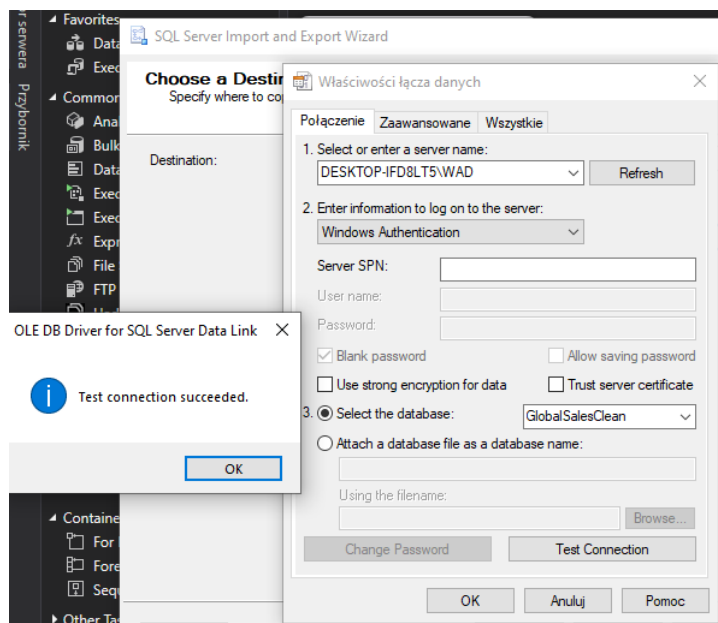 or serwera
Przybornik
Favorites
Data
Exec
Common
Ana
Bulk
Data
Exec
Exec
fx Expr
File
FTP
Containe
For
Fore
Sequ
Other Ta
SQL Server Import and Export Wizard
Choose a Destin
Specify where to cop
Destination:
Właściwości łącza danych
Połączenie Zaawansowane Wszystkie
1. Select or enter a server name:
DESKTOP-IFD8LT5\WAD Refresh
2. Enter information to log on to the server:
Windows Authentication
Server SPN:
User name:
Password:
Blank password Allow saving password
Use strong encryption for data Trust server certificate
3. Select the database: GlobalSalesClean
Attach a database file as a database name:
Using the filename:
Browse...
Change Password Test Connection
OK Anuluj Pomoc
OLE DB Driver for SQL Server Data Link
Test connection succeeded.
OK